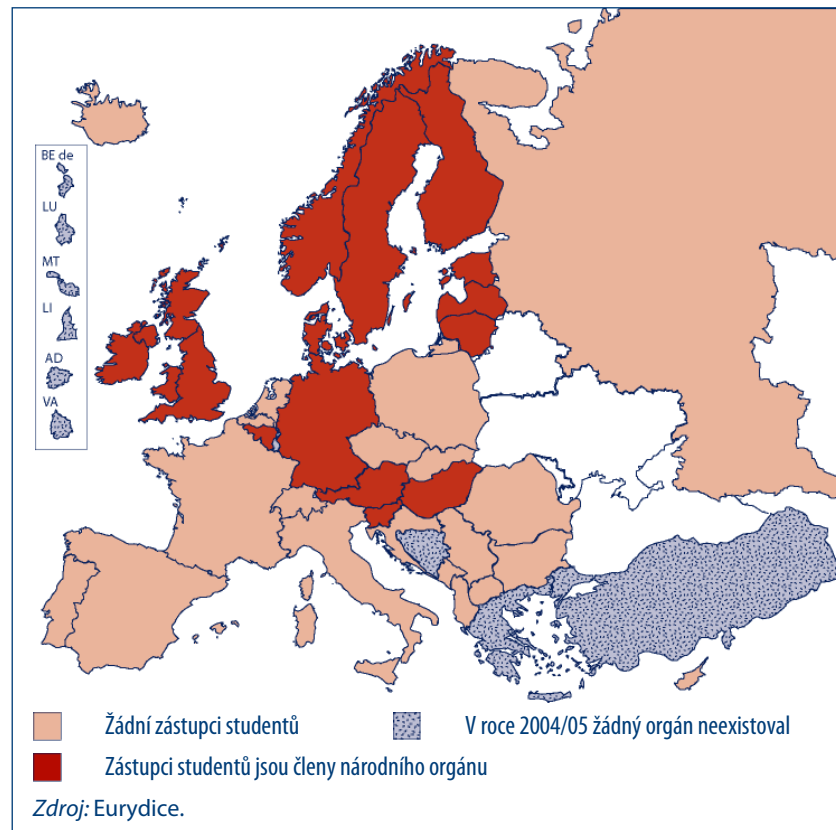 BE de
LU
MT
LI
AD
VA
Žádní zástupci studentů
V roce 2004/05 žádný orgán neexistoval
Zástupci studentů jsou členy národního orgánu
Zdroj: Eurydice.